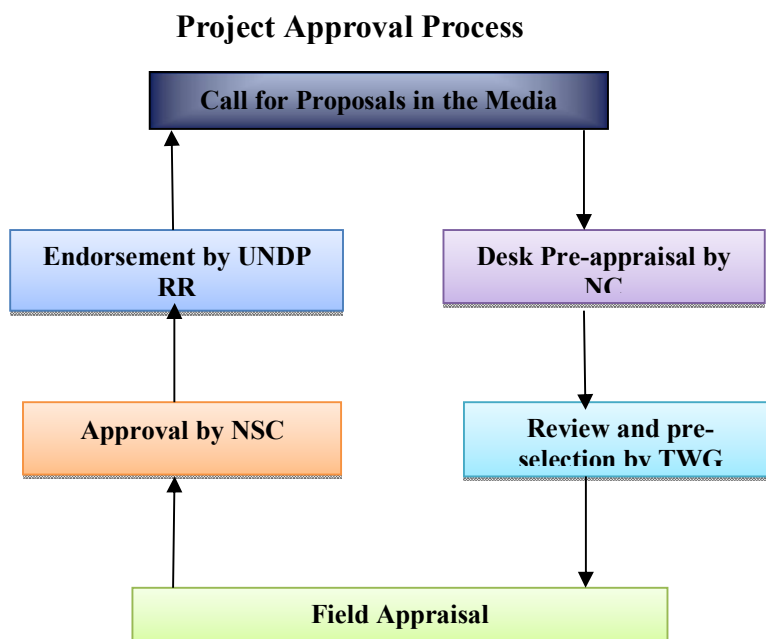 Project Approval Process
Call for Proposals in the Media
Endorsement by UNDP
RR
Desk Pre-appraisal by
NC
Approval by NSC
Review and pre-
selection by TWG
Field Appraisal